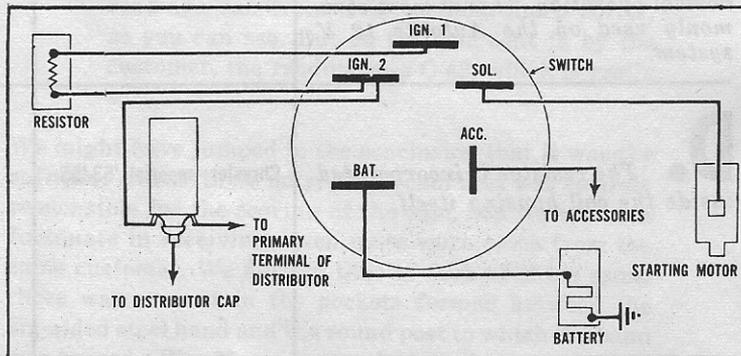 IGN. 1
IGN. 2
SOL.
SWITCH
RESISTOR
ACC.
BAT.
TO ACCESSORIES
TO
PRIMARY
TERMINAL OF
DISTRIBUTOR
TO DISTRIBUTOR CAP
STARTING MOTOR
BATTERY